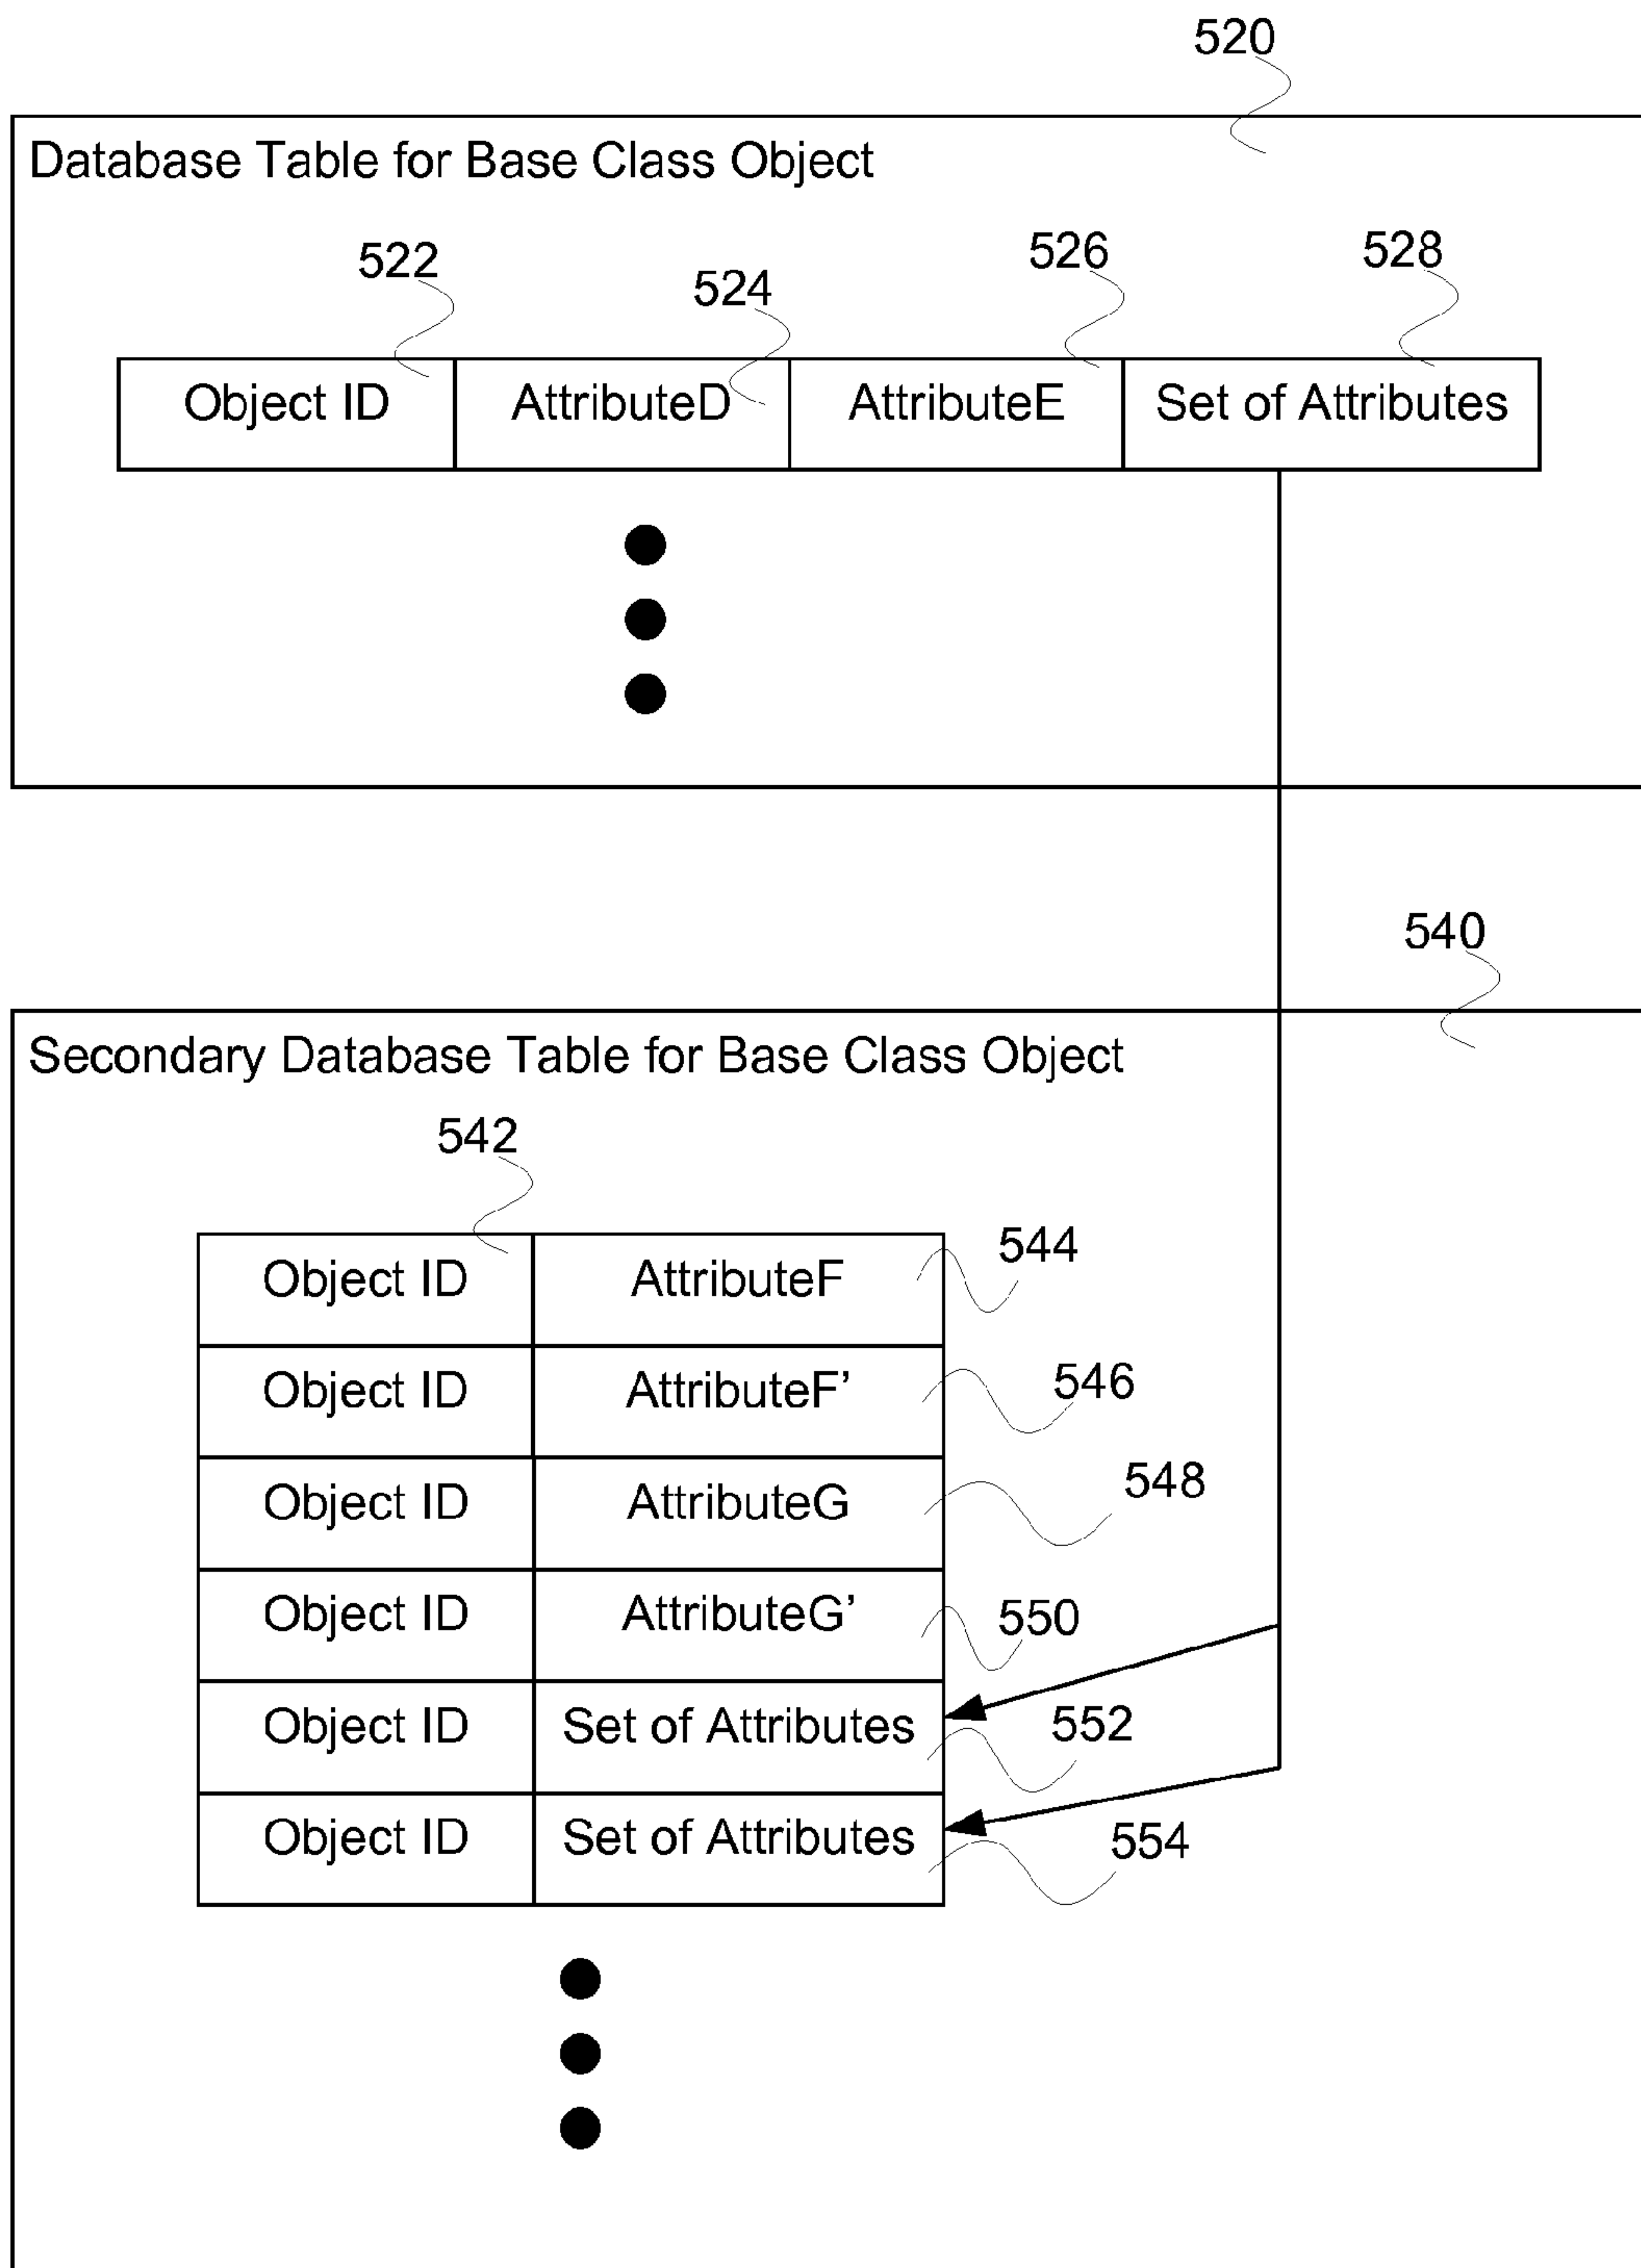 520
Database Table for Base Class Object
522
524
526
528
Object ID AttributeD AttributeE Set of Attributes
540
Secondary Database Table for Base Class Object
542
Object ID AttributeF
544
Object ID AttributeF’
546
Object ID AttributeG
548
Object ID AttributeG’
550
Object ID Set of Attributes
552
Object ID Set of Attributes
554